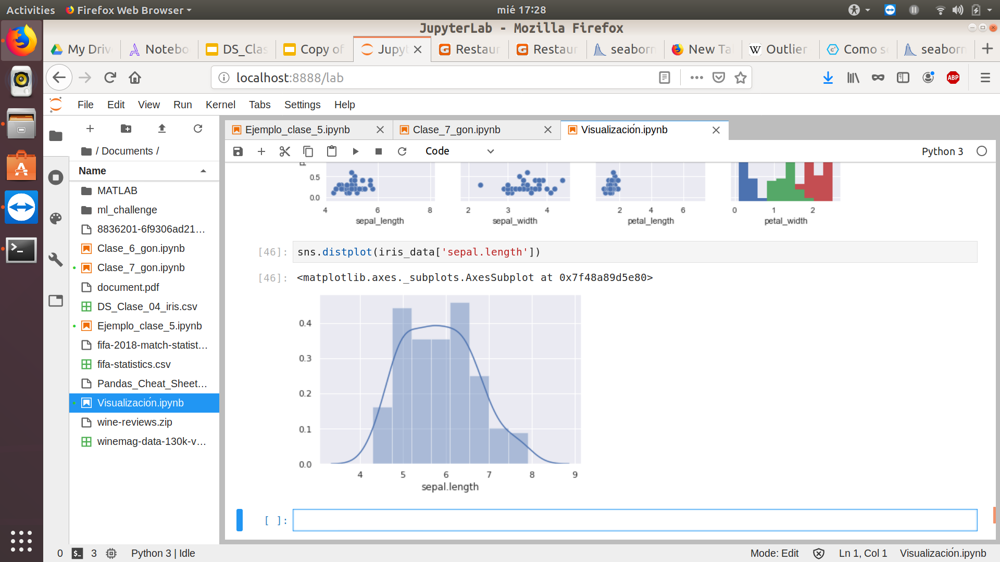 Activities Firefox Web Browser mié 17:28
JupyterLab - Mozilla Firefox
My Driv Notebo DS_Clas Copy of Jupyt Restaur Restaur seaborn New Ta Outlier Como se seaborn
localhost:8888/lab ABP
File Edit View Run Kernel Tabs Settings Help
Ejemplo_clase_5.ipynb Clase_7_gon.ipynb Visualización.ipynb
/ Documents /
Code Python 3
Name
MATLAB
ml_challenge
8836201-6f9306ad21...
Clase_6_gon.ipynb
Clase_7_gon.ipynb
document.pdf
DS_Clase_04_iris.csv
Ejemplo_clase_5.ipynb
fifa-2018-match-statist...
fifa-statistics.csv
Pandas_Cheat_Sheet...
Visualización.ipynb
wine-reviews.zip
winemag-data-130k-v...
0.5
0.0
4 6 8 2 3 4 2 4 6 0 1 2
sepal_length sepal_width petal_length petal_width
[46]: sns.distplot(iris_data['sepal.length'])
[46]: <matplotlib.axes._subplots.AxesSubplot at 0x7f48a89d5e80>
0.4
0.3
0.2
0.1
0.0
4 5 6 7 8 9
sepal.length
[ ]:
0 $_ 3 Python 3 | Idle Mode: Edit Ln 1, Col 1 Visualización.ipynb